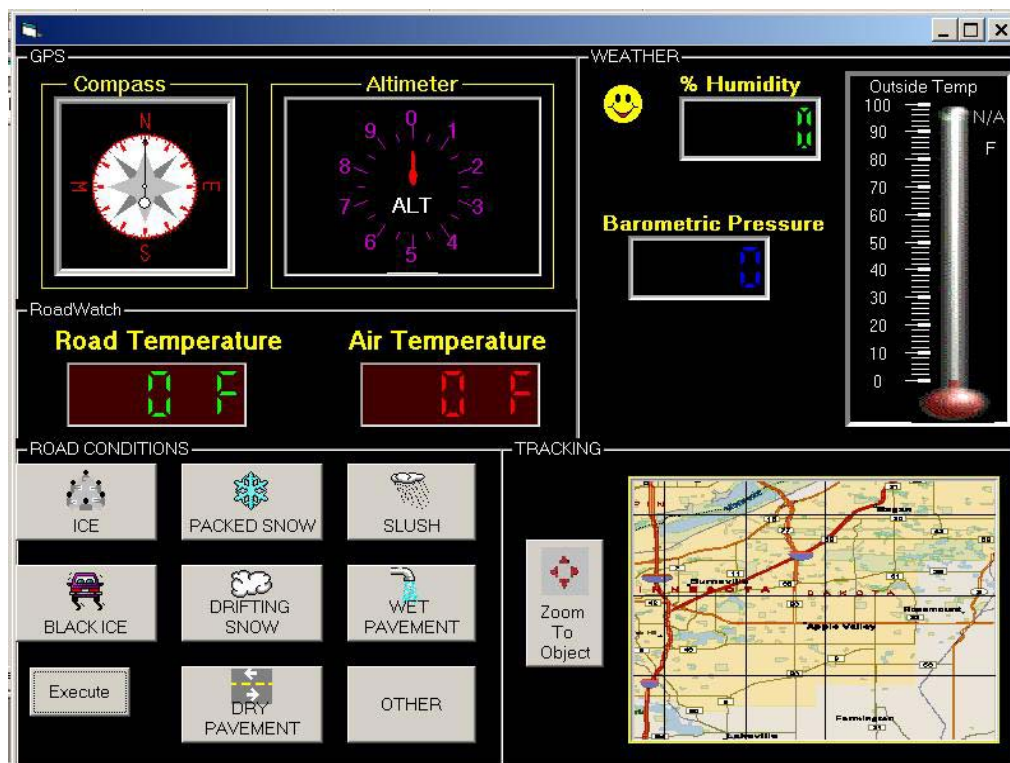 GPS
Compass
N
E
S
W
Altimeter
0
1
2
3
4
5
6
7
8
9
ALT
WEATHER
% Humidity
0
Barometric Pressure
0
Outside Temp
100
90
80
70
60
50
40
30
20
10
0
N/A
F
RoadWatch
Road Temperature
0 F
Air Temperature
0 F
ROAD CONDITIONS
ICE
PACKED SNOW
SLUSH
BLACK ICE
DRIFTING
SNOW
WET
PAVEMENT
Execute
DRY
PAVEMENT
OTHER
TRACKING
Zoom
To
Object
Eagan
Burnsville
DAKOTA
Rosemount
Apple Valley
Farmington
Lakeville